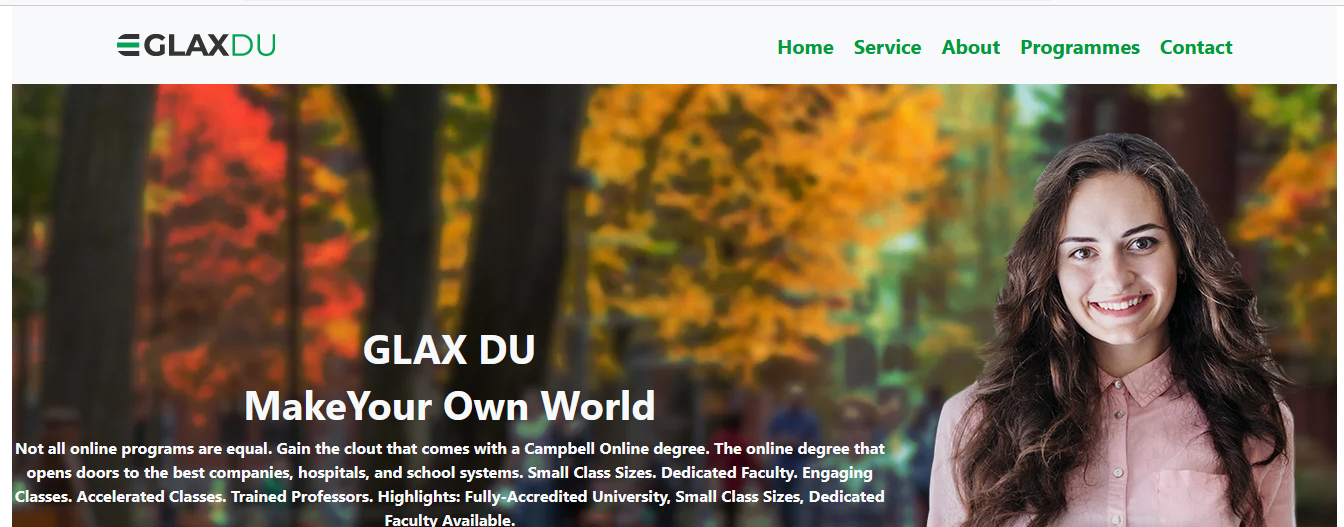 GLAXDU
Home Service About Programmes Contact
GLAX DU
MakeYour Own World
Not all online programs are equal. Gain the clout that comes with a Campbell Online degree. The online degree that
opens doors to the best companies, hospitals, and school systems. Small Class Sizes. Dedicated Faculty. Engaging
Classes. Accelerated Classes. Trained Professors. Highlights: Fully-Accredited University, Small Class Sizes, Dedicated
Faculty Available.